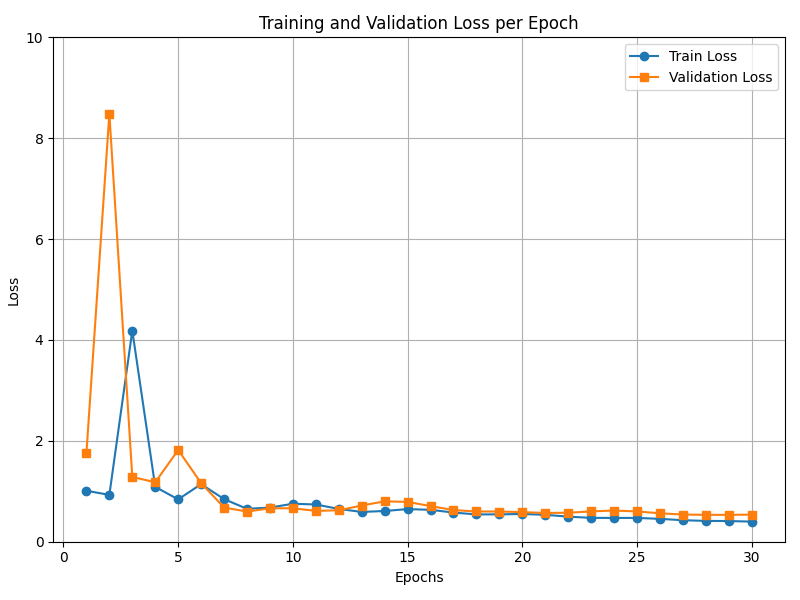 Training and Validation Loss per Epoch
Train Loss
Validation Loss
10
8
6
4
2
0
Loss
0 5 10 15 20 25 30
Epochs